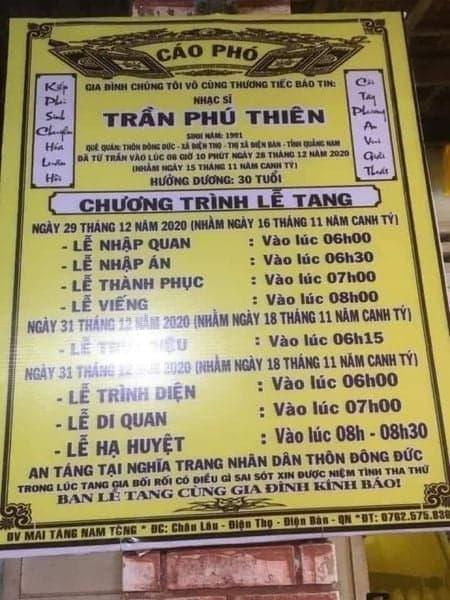 CÁO PHÓ
GIA ĐÌNH CHÚNG TÔI VÔ CÙNG THƯƠNG TIẾC BÁO TIN:
NHẠC SĨ
TRẦN PHÚ THIÊN
SINH NĂM: 1991
QUÊ QUÁN: THÔN ĐÔNG ĐỨC - XÃ ĐIỆN THỌ - THỊ XÃ ĐIỆN BÀN - TỈNH QUẢNG NAM
ĐÃ TỪ TRẦN VÀO LÚC 08 GIỜ 10 PHÚT NGÀY 28 THÁNG 12 NĂM 2020
(NHẰM NGÀY 15 THÁNG 11 NĂM CANH TÝ)
HƯỞNG DƯƠNG: 30 TUỔI
Kiếp
Phù
Sinh
Chuyển
Hóa
Luân
Hồi
Cõi
Tây
Phương
An
Vui
Giải
Thoát
CHƯƠNG TRÌNH LỄ TANG
NGÀY 29 THÁNG 12 NĂM 2020 (NHẰM NGÀY 16 THÁNG 11 NĂM CANH TÝ)
- LỄ NHẬP QUAN : Vào lúc 06h00
- LỄ NHẬP ÁN : Vào lúc 06h30
- LỄ THÀNH PHỤC : Vào lúc 07h00
- LỄ VIẾNG : Vào lúc 08h00
NGÀY 31 THÁNG 12 NĂM 2020 (NHẰM NGÀY 18 THÁNG 11 NĂM CANH TÝ)
- LỄ : Vào lúc 06h15
NGÀY 31 THÁNG 12 NĂM 2020 (NHẰM NGÀY 18 THÁNG 11 NĂM CANH TÝ)
- LỄ TRÌNH DIỆN : Vào lúc 06h00
- LỄ DI QUAN : Vào lúc 07h00
- LỄ HẠ HUYỆT : Vào lúc 08h - 08h30
AN TÁNG TẠI NGHĨA TRANG NHÂN DÂN THÔN ĐÔNG ĐỨC
TRONG LÚC TANG GIA BỐI RỐI CÓ ĐIỀU GÌ SAI SÓT XIN ĐƯỢC NIỆM TÌNH THA THỨ
BAN LỄ TANG CÙNG GIA ĐÌNH KÍNH BÁO!
DV MAI TÁNG NAM TÒNG * ĐC: Châu Lâu - Điện Thọ - Điện Bàn - QN *ĐT: 0762.575.836